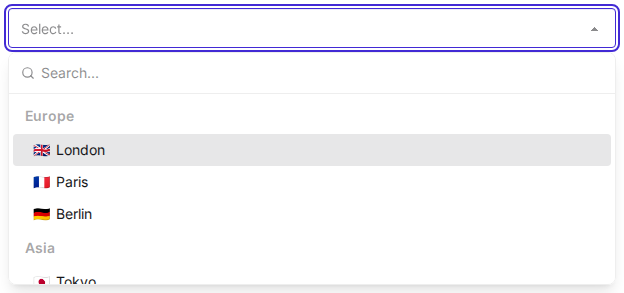 Select...
Search...
Europe
London
Paris
Berlin
Asia
Tokyo